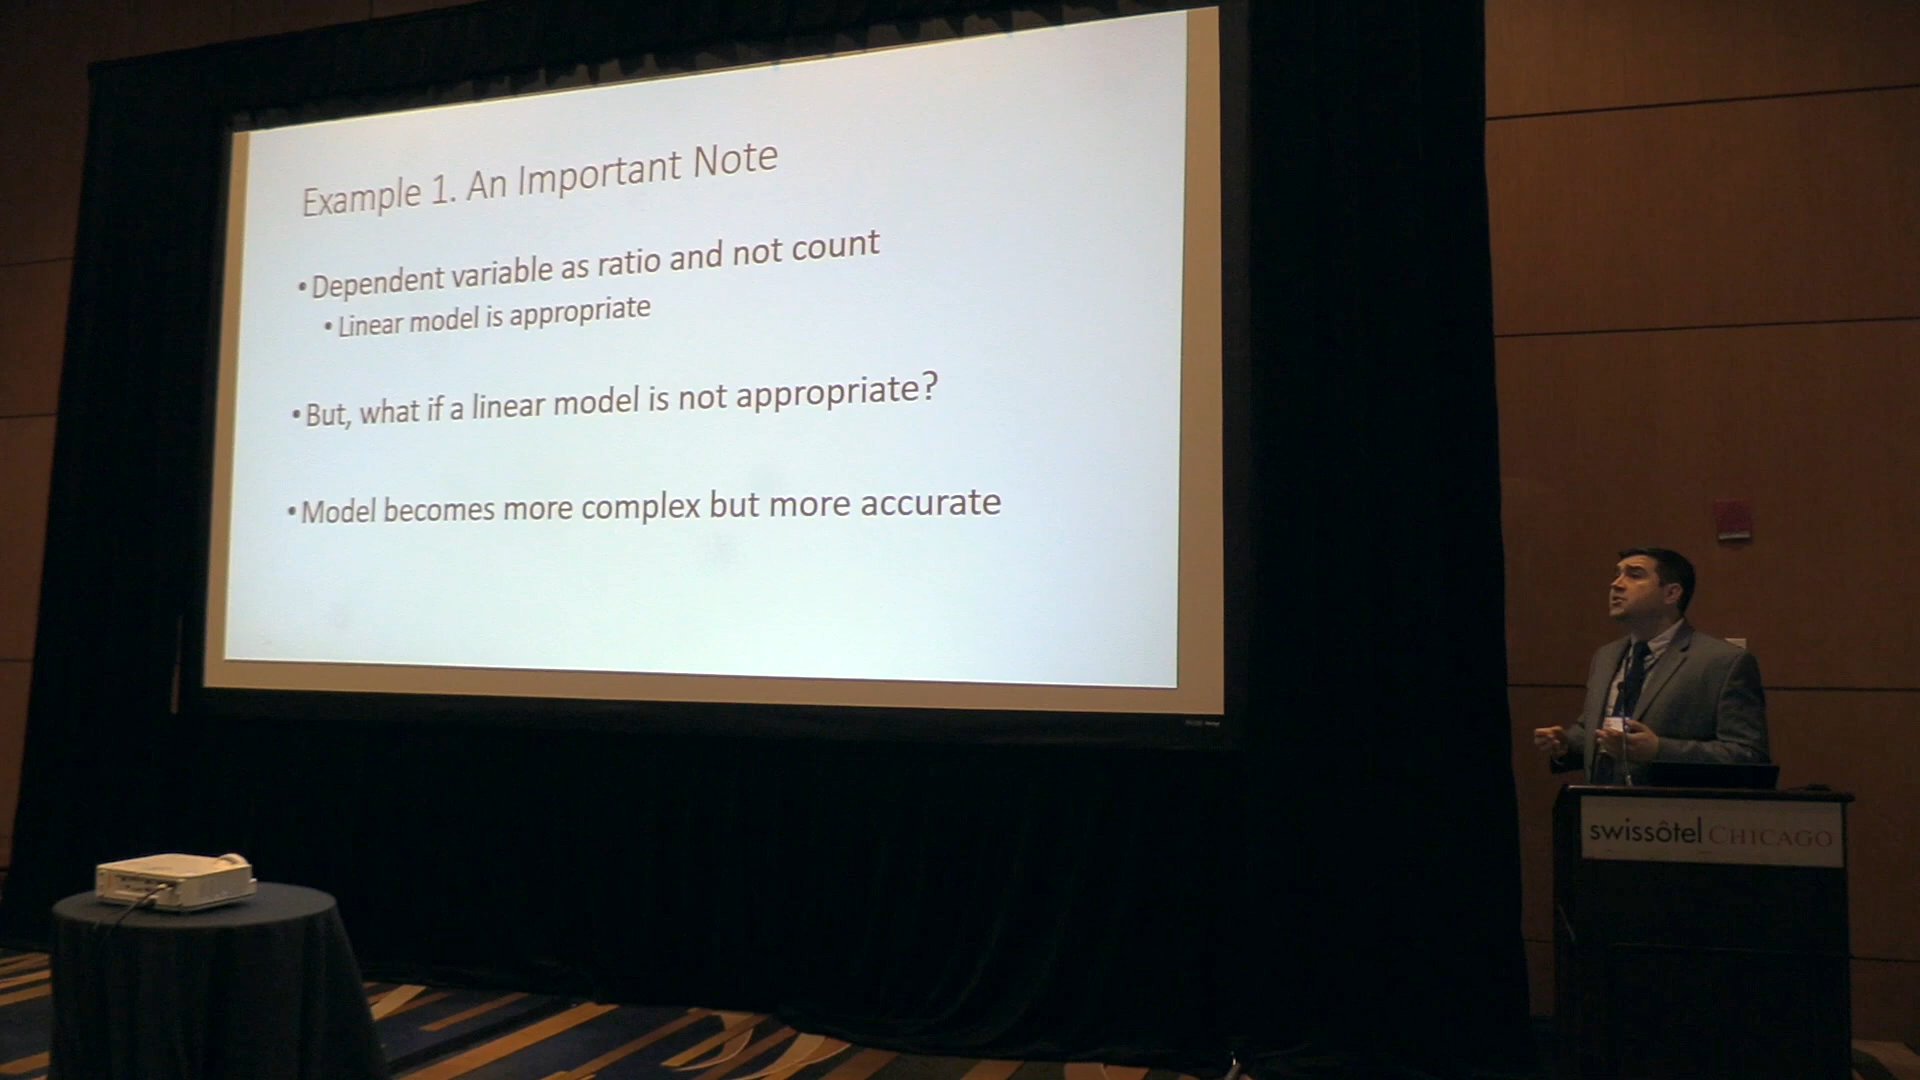 Example 1. An Important Note
• Dependent variable as ratio and not count
• Linear model is appropriate
• But, what if a linear model is not appropriate?
• Model becomes more complex but more accurate
swissôtel CHICAGO